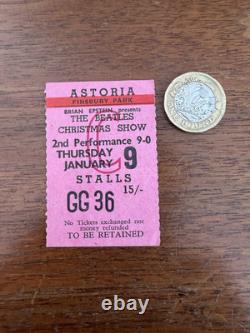 ASTORIA
FINSBURY PARK
BRIAN EPSTEIN presents
THE BEATLES
CHRISTMAS SHOW
2nd Performance 9-0
THURSDAY
JANUARY 9
STALLS
15/-
GG 36
No Tickets exchanged nor
money refunded
TO BE RETAINED